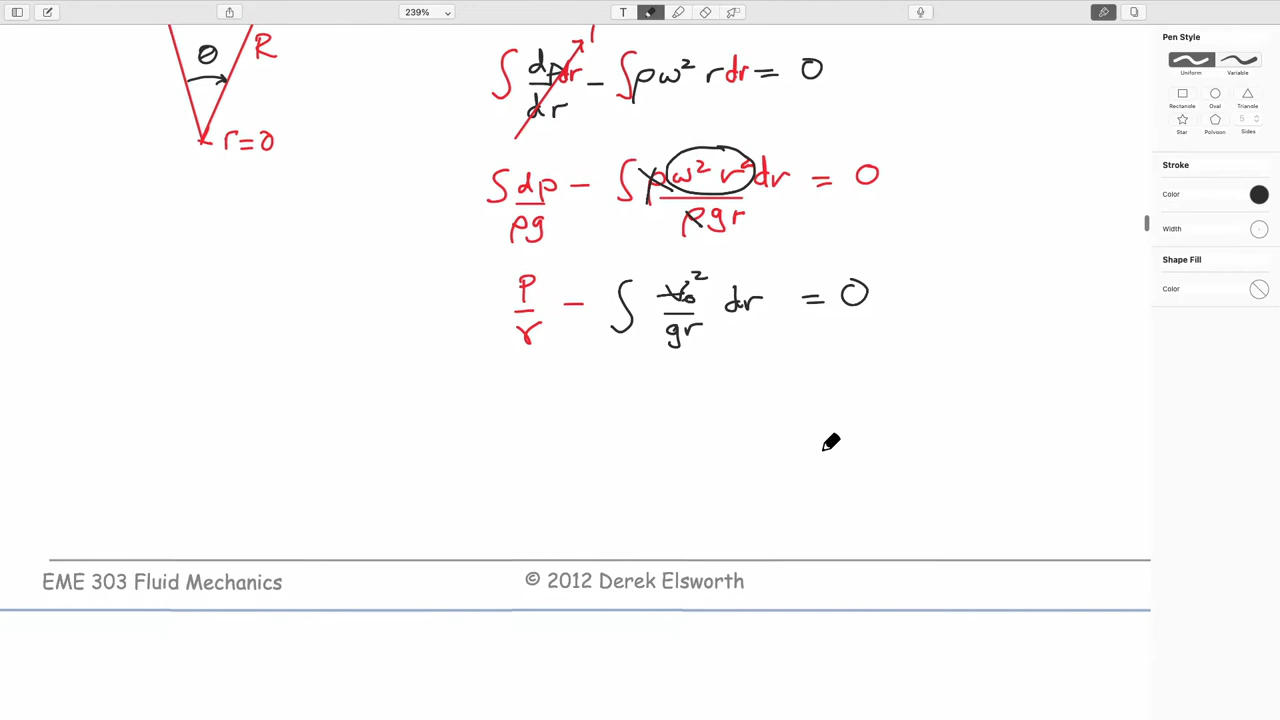 239%
T
Pen Style
Uniform Variable
Rectangle Oval Triangle
5
Star Polygon Sides
Stroke
Color
Width
Shape Fill
Color
θ R
r=0
∫ dp/dr dr − ∫ρω² r dr = 0
1
∫ dp/ρg − ∫ ρω² r²/ρgr dr = 0
P/γ − ∫ V₀²/gr dr = 0
EME 303 Fluid Mechanics
© 2012 Derek Elsworth